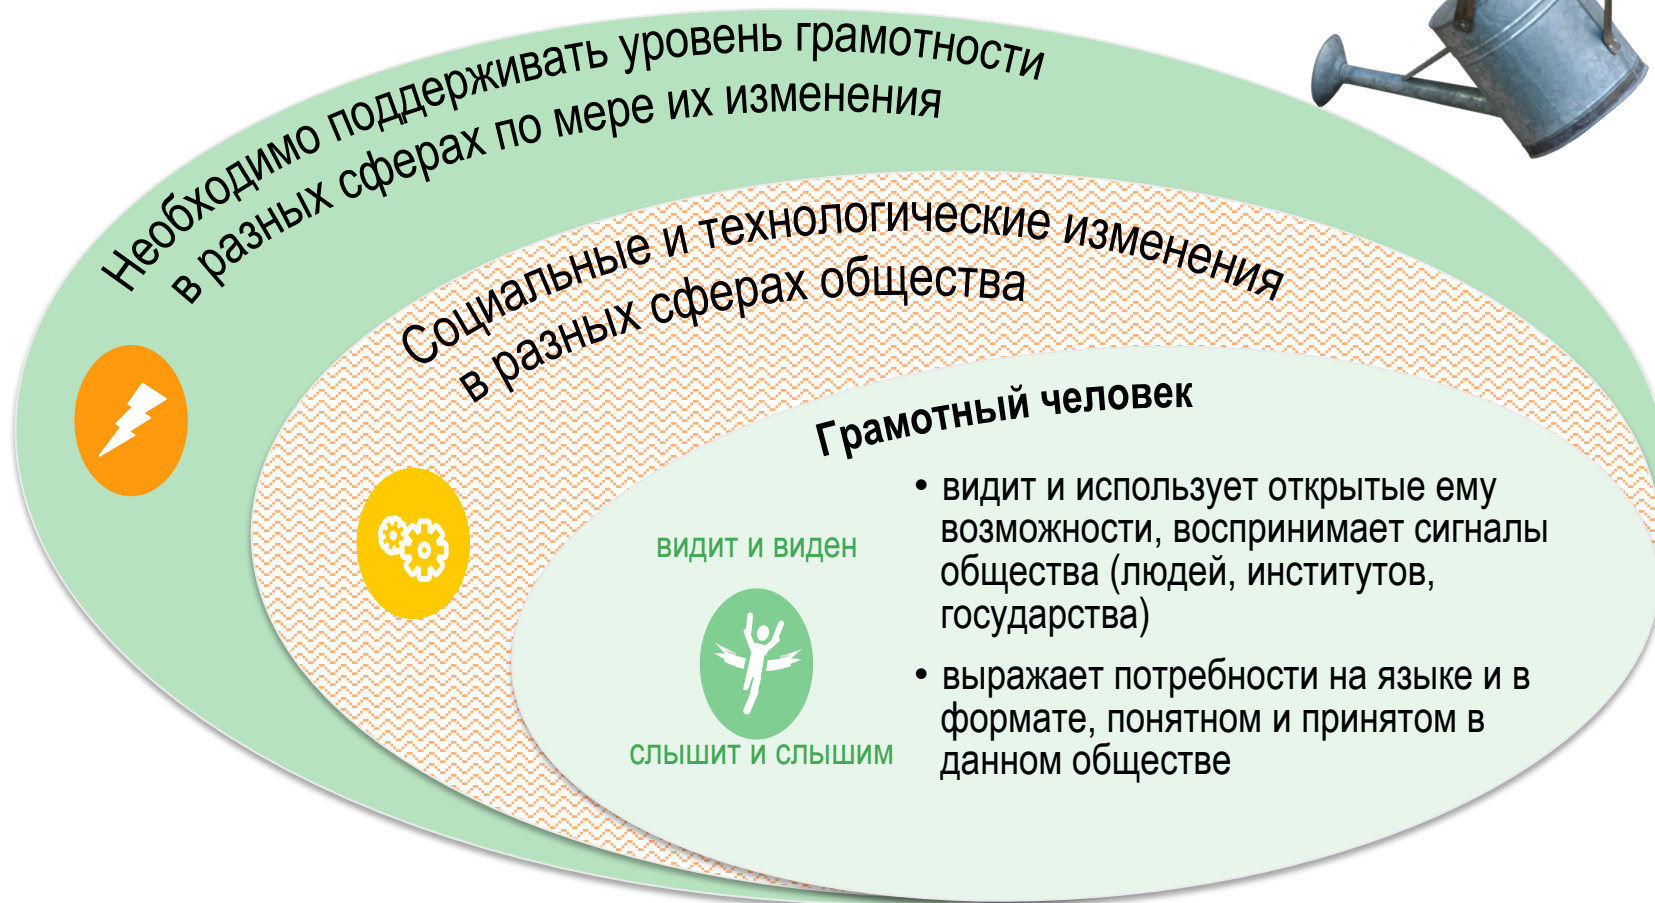 Необходимо поддерживать уровень грамотности
в разных сферах по мере их изменения
Социальные и технологические изменения
в разных сферах общества
Грамотный человек
видит и виден
слышит и слышим
• видит и использует открытые ему
возможности, воспринимает сигналы
общества (людей, институтов,
государства)
• выражает потребности на языке и в
формате, понятном и принятом в
данном обществе